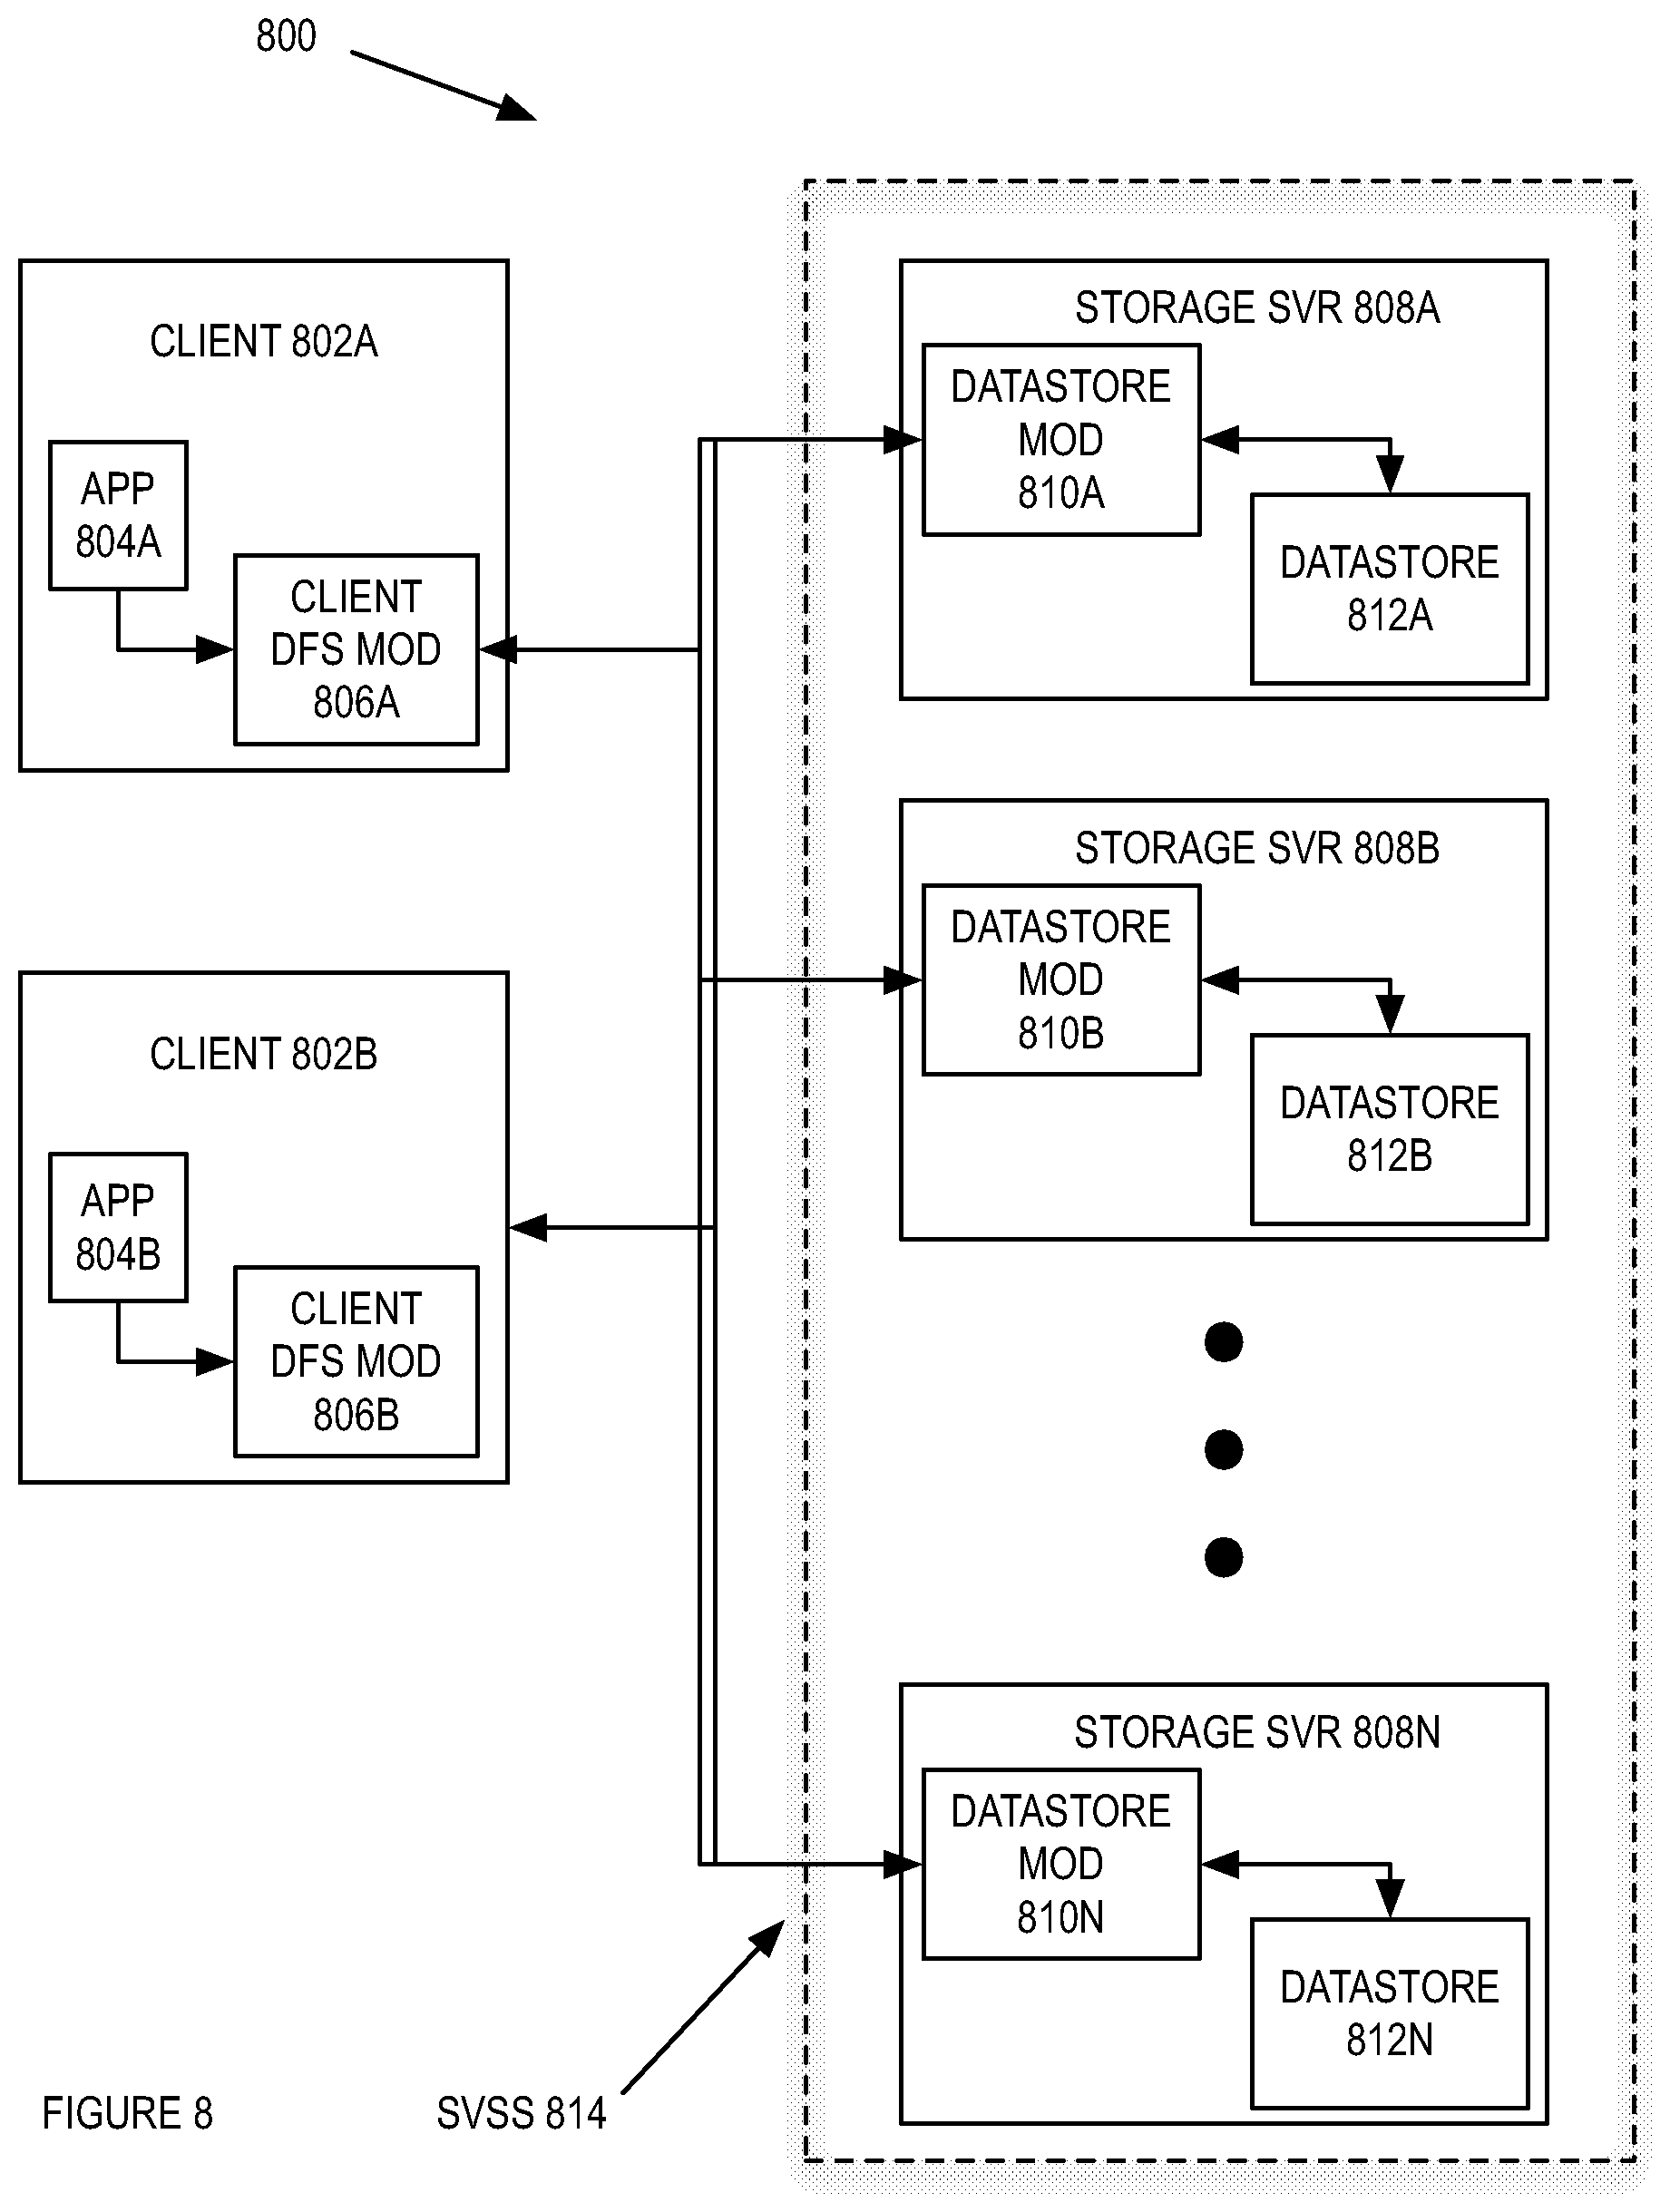 800
CLIENT 802A
APP
804A
CLIENT
DFS MOD
806A
CLIENT 802B
APP
804B
CLIENT
DFS MOD
806B
STORAGE SVR 808A
DATASTORE
MOD
810A
DATASTORE
812A
STORAGE SVR 808B
DATASTORE
MOD
810B
DATASTORE
812B
STORAGE SVR 808N
DATASTORE
MOD
810N
DATASTORE
812N
SVSS 814
FIGURE 8